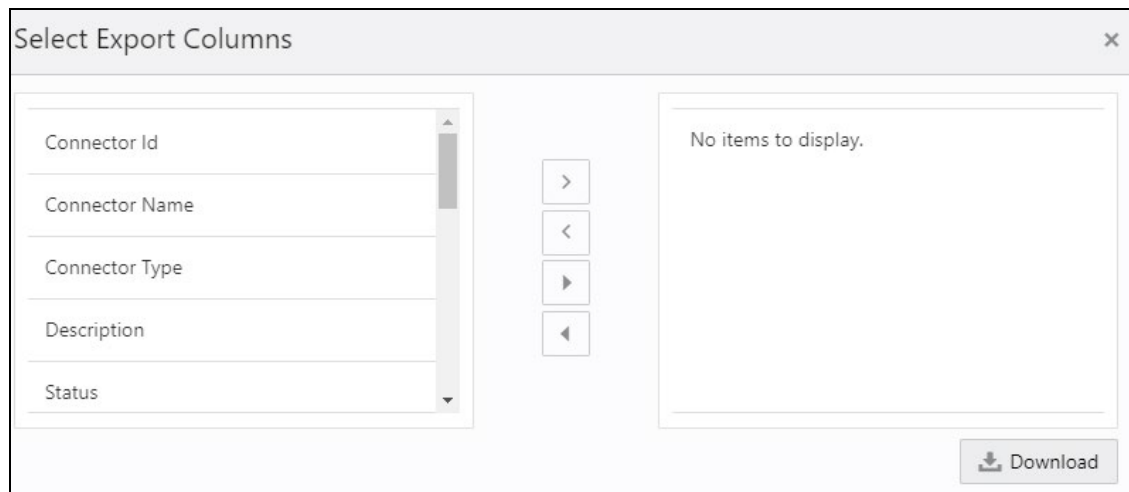 Select Export Columns
Connector Id
Connector Name
Connector Type
Description
Status
No items to display.
Download